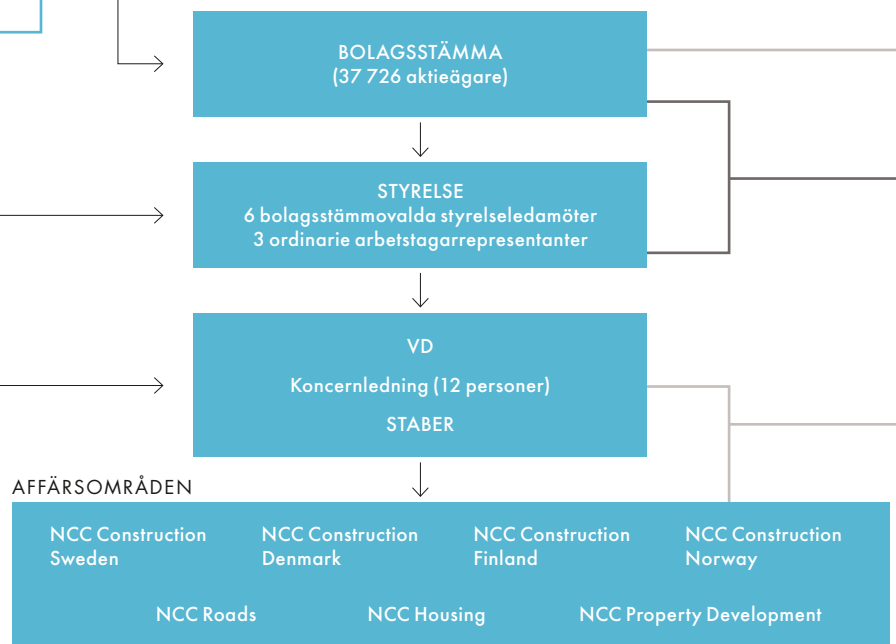 BOLAGSSTÄMMA
(37 726 aktieägare)
STYRELSE
6 bolagsstämmovalda styrelseledamöter
3 ordinarie arbetstagarrepresentanter
VD
Koncernledning (12 personer)
STABER
AFFÄRSOMRÅDEN
NCC Construction
Sweden
NCC Construction
Denmark
NCC Construction
Finland
NCC Construction
Norway
NCC Roads
NCC Housing
NCC Property Development